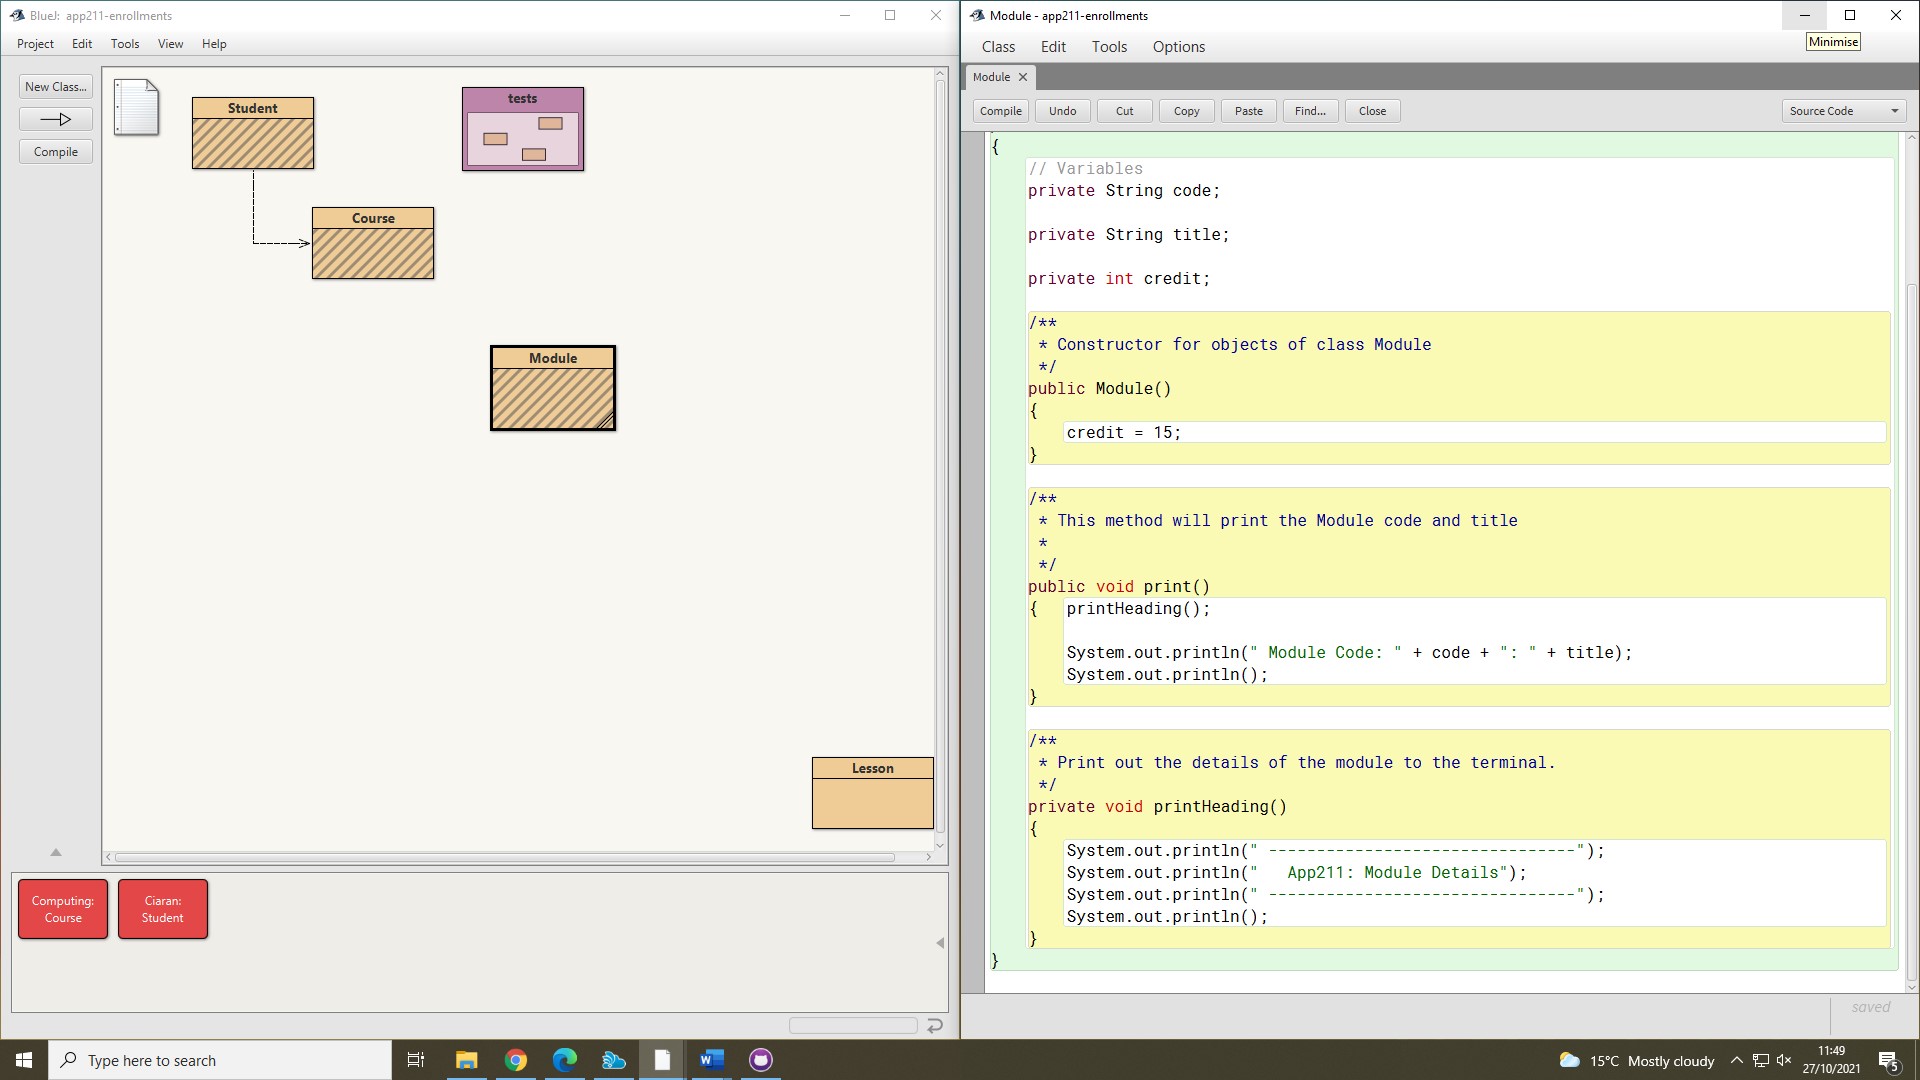 BlueJ: app211-enrollments
Project Edit Tools View Help
New Class...
Compile
Student
tests
Course
Module
Lesson
Computing:
Course
Ciaran:
Student
Module - app211-enrollments
Minimise
Class Edit Tools Options
Module
Compile Undo Cut Copy Paste Find... Close Source Code
{
// Variables
private String code;
private String title;
private int credit;
/**
* Constructor for objects of class Module
*/
public Module()
{
credit = 15;
}
/**
* This method will print the Module code and title
*
*/
public void print()
{ printHeading();
System.out.println(" Module Code: " + code + ": " + title);
System.out.println();
}
/**
* Print out the details of the module to the terminal.
*/
private void printHeading()
{
System.out.println(" --------------------------------");
System.out.println("   App211: Module Details");
System.out.println(" --------------------------------");
System.out.println();
}
}
saved
Type here to search
15°C Mostly cloudy
11:49
27/10/2021
5